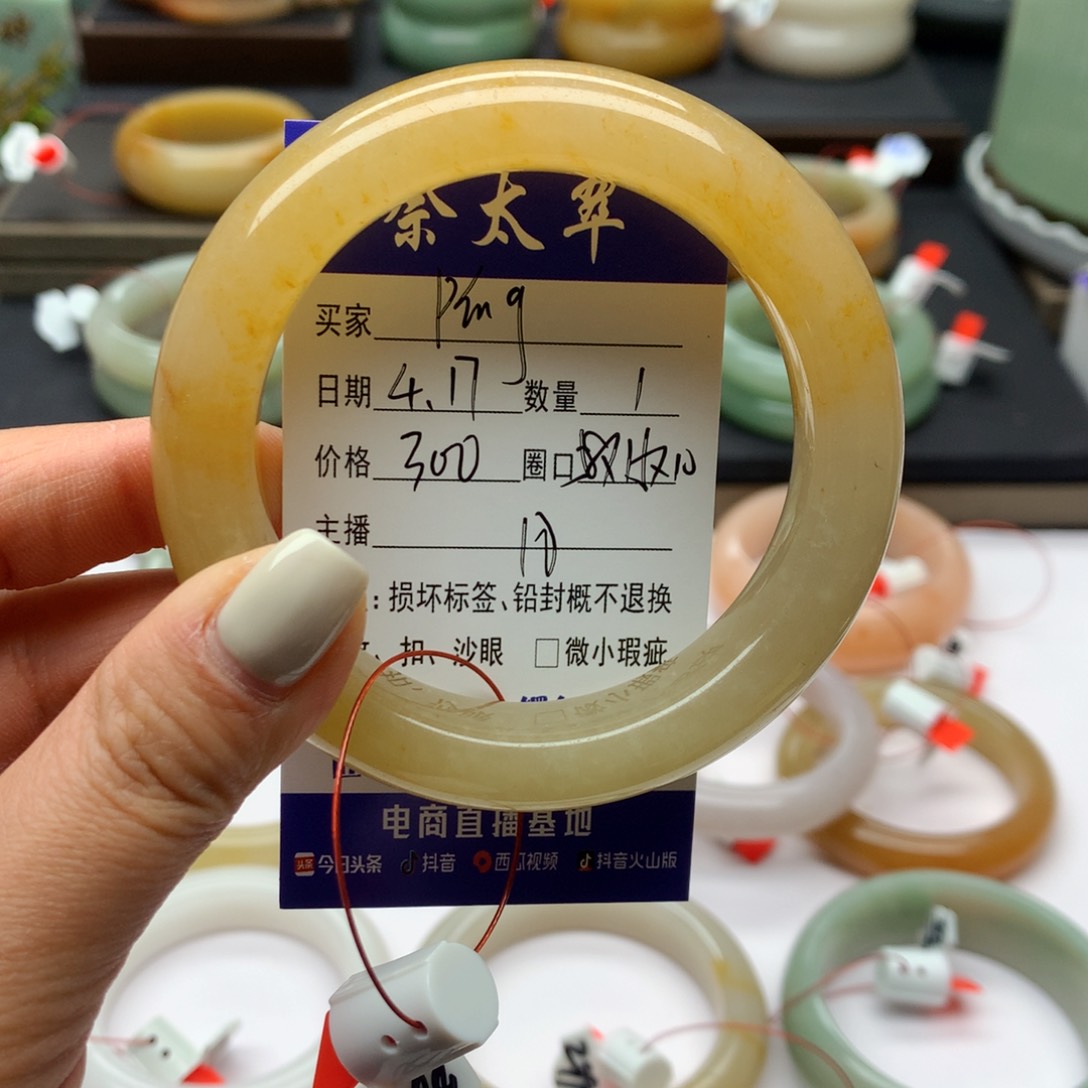 奈太翠
买家 Ping
日期 4.17 数量 1
价格 300 圈口
主播
:损坏标签、铅封概不退换
、扣、沙眼 □微小瑕疵
电商直播基地
头条 今日头条 抖音 西瓜视频 抖音火山版